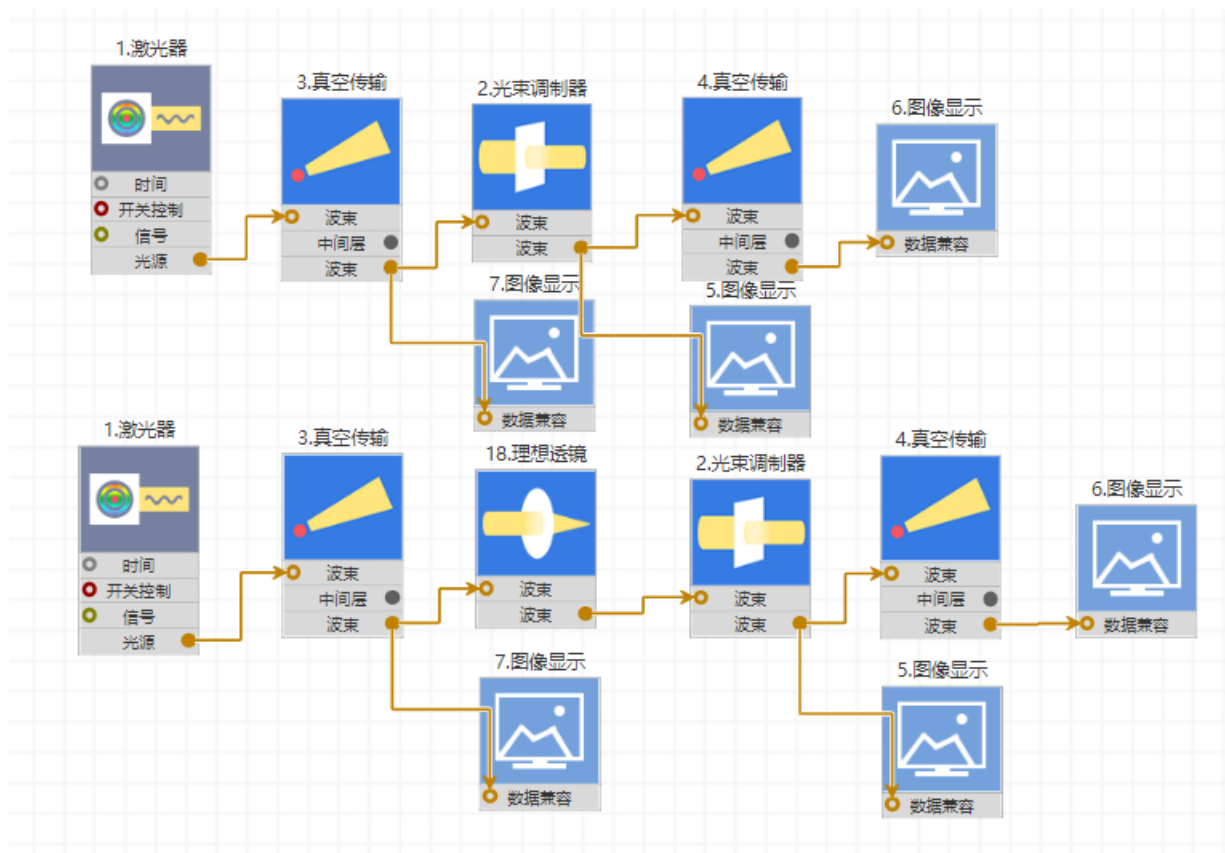 1.激光器
时间
开关控制
信号
光源
3.真空传输
波束
中间层
波束
2.光束调制器
波束
波束
4.真空传输
波束
中间层
波束
6.图像显示
数据兼容
7.图像显示
数据兼容
5.图像显示
数据兼容
1.激光器
时间
开关控制
信号
光源
3.真空传输
波束
中间层
波束
18.理想透镜
波束
波束
2.光束调制器
波束
波束
4.真空传输
波束
中间层
波束
6.图像显示
数据兼容
7.图像显示
数据兼容
5.图像显示
数据兼容